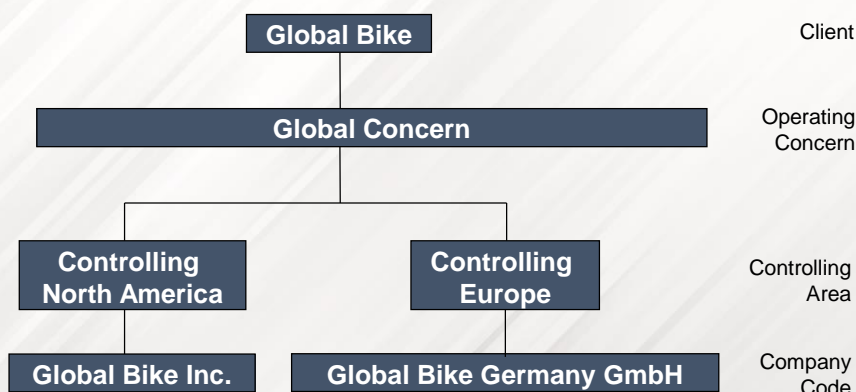 Global Bike
Client
Global Concern
Operating
Concern
Controlling
North America
Controlling
Europe
Controlling
Area
Global Bike Inc.
Global Bike Germany GmbH
Company
Code